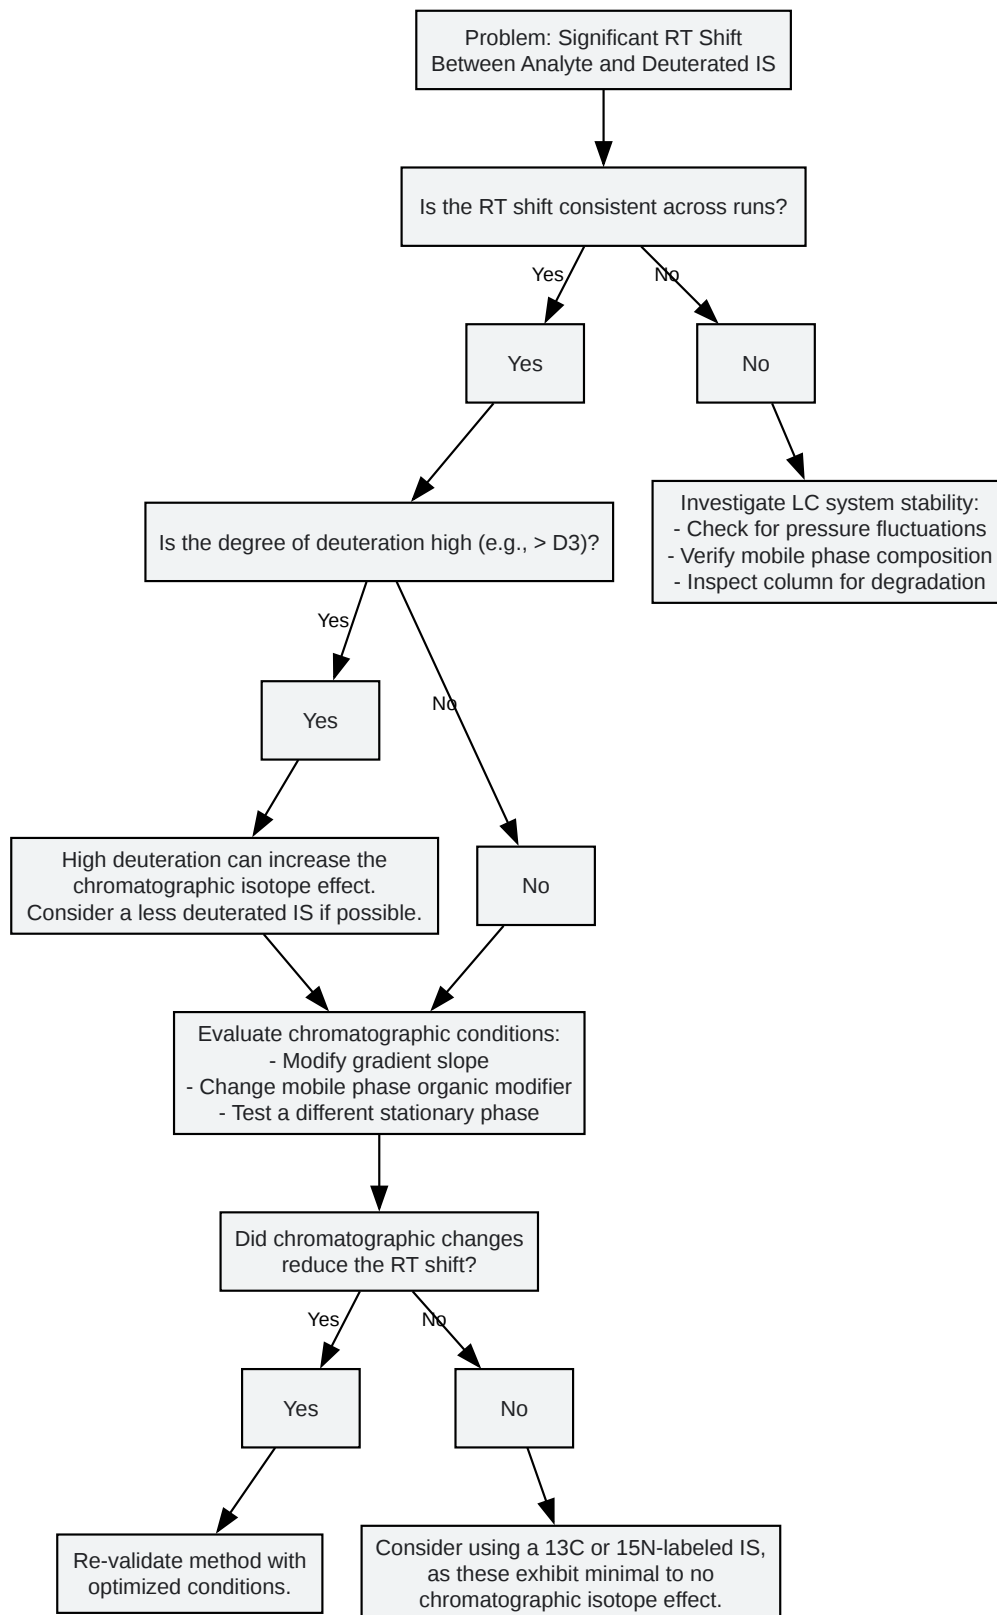 Problem: Significant RT Shift
Between Analyte and Deuterated IS
Is the RT shift consistent across runs?
Yes
No
Yes
No
Investigate LC system stability:
- Check for pressure fluctuations
- Verify mobile phase composition
- Inspect column for degradation
Is the degree of deuteration high (e.g., > D3)?
Yes
No
Yes
High deuteration can increase the
chromatographic isotope effect.
Consider a less deuterated IS if possible.
No
Evaluate chromatographic conditions:
- Modify gradient slope
- Change mobile phase organic modifier
- Test a different stationary phase
Did chromatographic changes
reduce the RT shift?
Yes
No
Yes
No
Re-validate method with
optimized conditions.
Consider using a 13C or 15N-labeled IS,
as these exhibit minimal to no
chromatographic isotope effect.